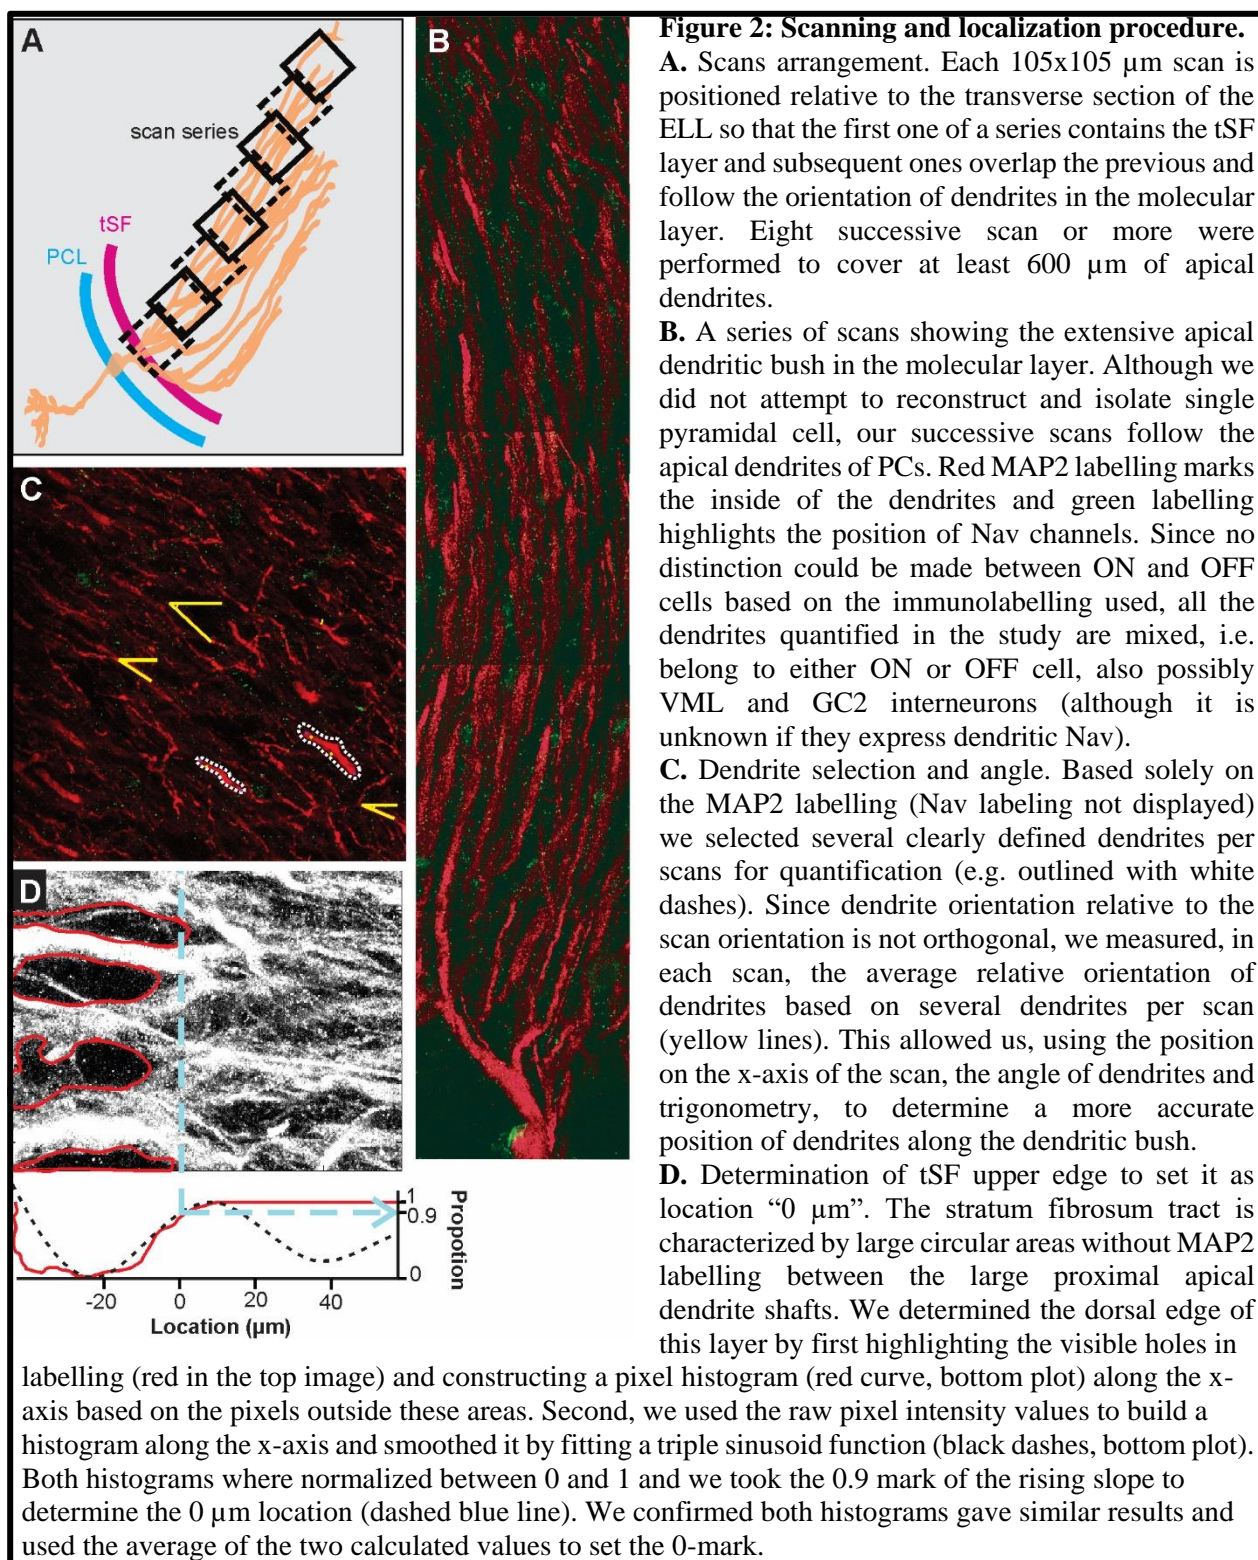 A
scan series
tSF
PCL
B
C
D
1
0.9
0
Propotion
-20
0
20
40
Location (µm)
Figure 2: Scanning and localization procedure.
A. Scans arrangement. Each 105x105 µm scan is
positioned relative to the transverse section of the
ELL so that the first one of a series contains the tSF
layer and subsequent ones overlap the previous and
follow the orientation of dendrites in the molecular
layer. Eight successive scan or more were
performed to cover at least 600 µm of apical
dendrites.
B. A series of scans showing the extensive apical
dendritic bush in the molecular layer. Although we
did not attempt to reconstruct and isolate single
pyramidal cell, our successive scans follow the
apical dendrites of PCs. Red MAP2 labelling marks
the inside of the dendrites and green labelling
highlights the position of Nav channels. Since no
distinction could be made between ON and OFF
cells based on the immunolabelling used, all the
dendrites quantified in the study are mixed, i.e.
belong to either ON or OFF cell, also possibly
VML and GC2 interneurons (although it is
unknown if they express dendritic Nav).
C. Dendrite selection and angle. Based solely on
the MAP2 labelling (Nav labeling not displayed)
we selected several clearly defined dendrites per
scans for quantification (e.g. outlined with white
dashes). Since dendrite orientation relative to the
scan orientation is not orthogonal, we measured, in
each scan, the average relative orientation of
dendrites based on several dendrites per scan
(yellow lines). This allowed us, using the position
on the x-axis of the scan, the angle of dendrites and
trigonometry, to determine a more accurate
position of dendrites along the dendritic bush.
D. Determination of tSF upper edge to set it as
location “0 µm”. The stratum fibrosum tract is
characterized by large circular areas without MAP2
labelling between the large proximal apical
dendrite shafts. We determined the dorsal edge of
this layer by first highlighting the visible holes in
labelling (red in the top image) and constructing a pixel histogram (red curve, bottom plot) along the x-
axis based on the pixels outside these areas. Second, we used the raw pixel intensity values to build a
histogram along the x-axis and smoothed it by fitting a triple sinusoid function (black dashes, bottom plot).
Both histograms where normalized between 0 and 1 and we took the 0.9 mark of the rising slope to
determine the 0 µm location (dashed blue line). We confirmed both histograms gave similar results and
used the average of the two calculated values to set the 0-mark.